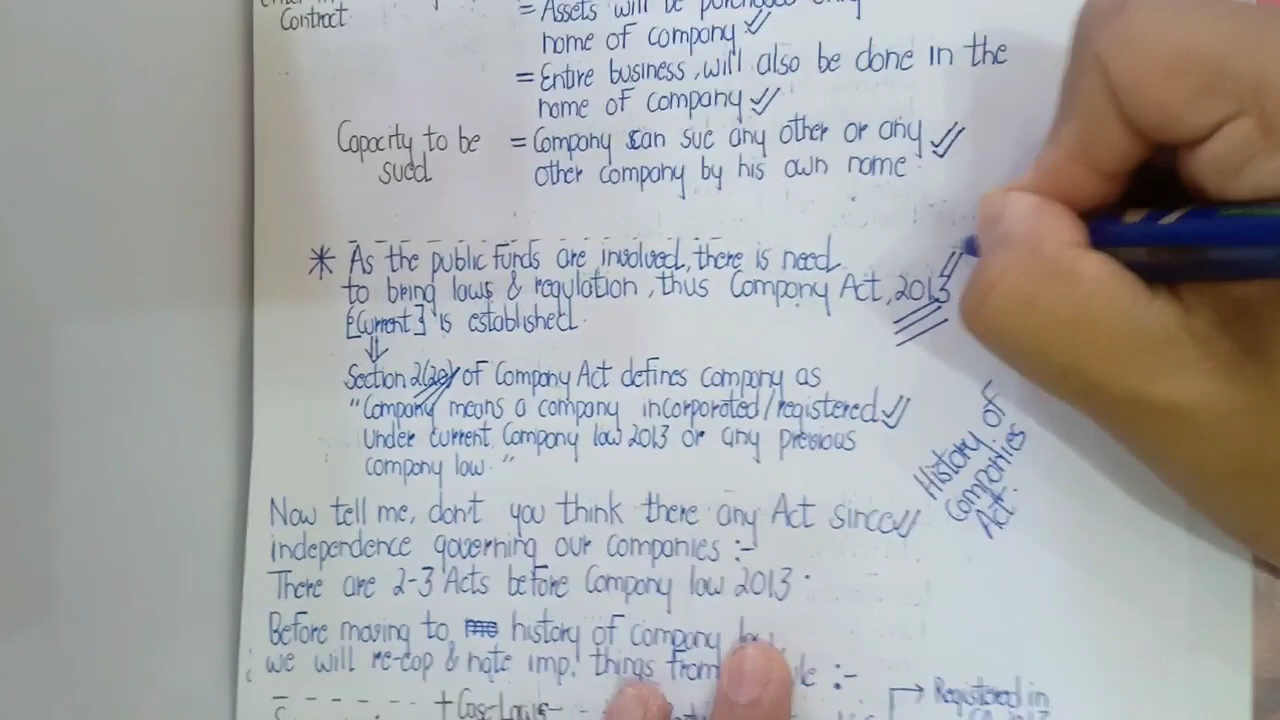 Contract
= Assets will be purchased only
name of company
= Entire business, will also be done in the
name of company
Capacity to be sued
= Company can sue any other or any
other company by his own name.
* As the public funds are involved, there is need
to bring laws & regulation, thus Company Act, 2013
[Current] is established.
Section 2(20) of Company Act defines company as
"Company means a company incorporated/registered
Under current Company law 2013 or any previous
company law."
History of
Companies
Act.
Now tell me, don't you think there any Act since
independence governing our companies :-
There are 2-3 Acts before Company law 2013.
Before moving to history of company
we will re-cap & note imp. things from :-
+ Case Laws
Registered in